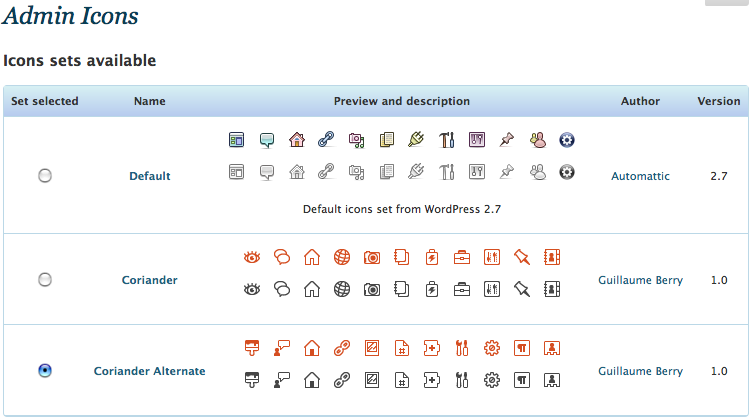 Admin Icons
Icons sets available
Set selected Name Preview and description Author Version
Default Automattic 2.7
Default icons set from WordPress 2.7
Coriander Guillaume Berry 1.0
Coriander Alternate Guillaume Berry 1.0